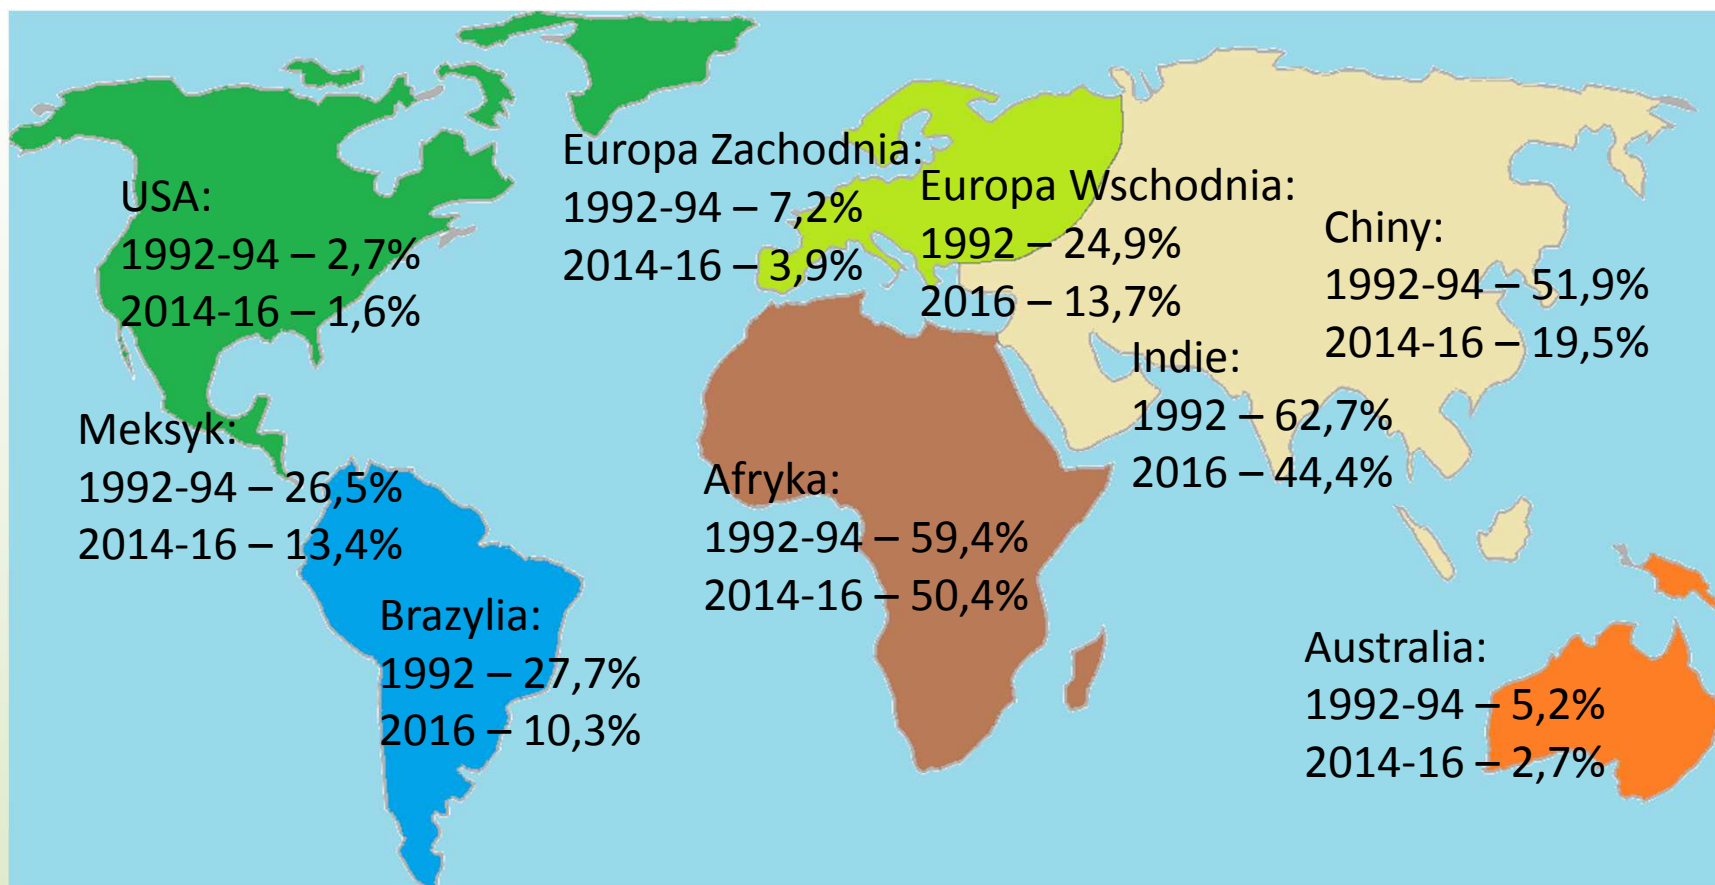 USA:
1992-94 – 2,7%
2014-16 – 1,6%
Europa Zachodnia:
1992-94 – 7,2%
2014-16 – 3,9%
Europa Wschodnia:
1992 – 24,9%
2016 – 13,7%
Chiny:
1992-94 – 51,9%
2014-16 – 19,5%
Indie:
1992 – 62,7%
2016 – 44,4%
Meksyk:
1992-94 – 26,5%
2014-16 – 13,4%
Afryka:
1992-94 – 59,4%
2014-16 – 50,4%
Brazylia:
1992 – 27,7%
2016 – 10,3%
Australia:
1992-94 – 5,2%
2014-16 – 2,7%